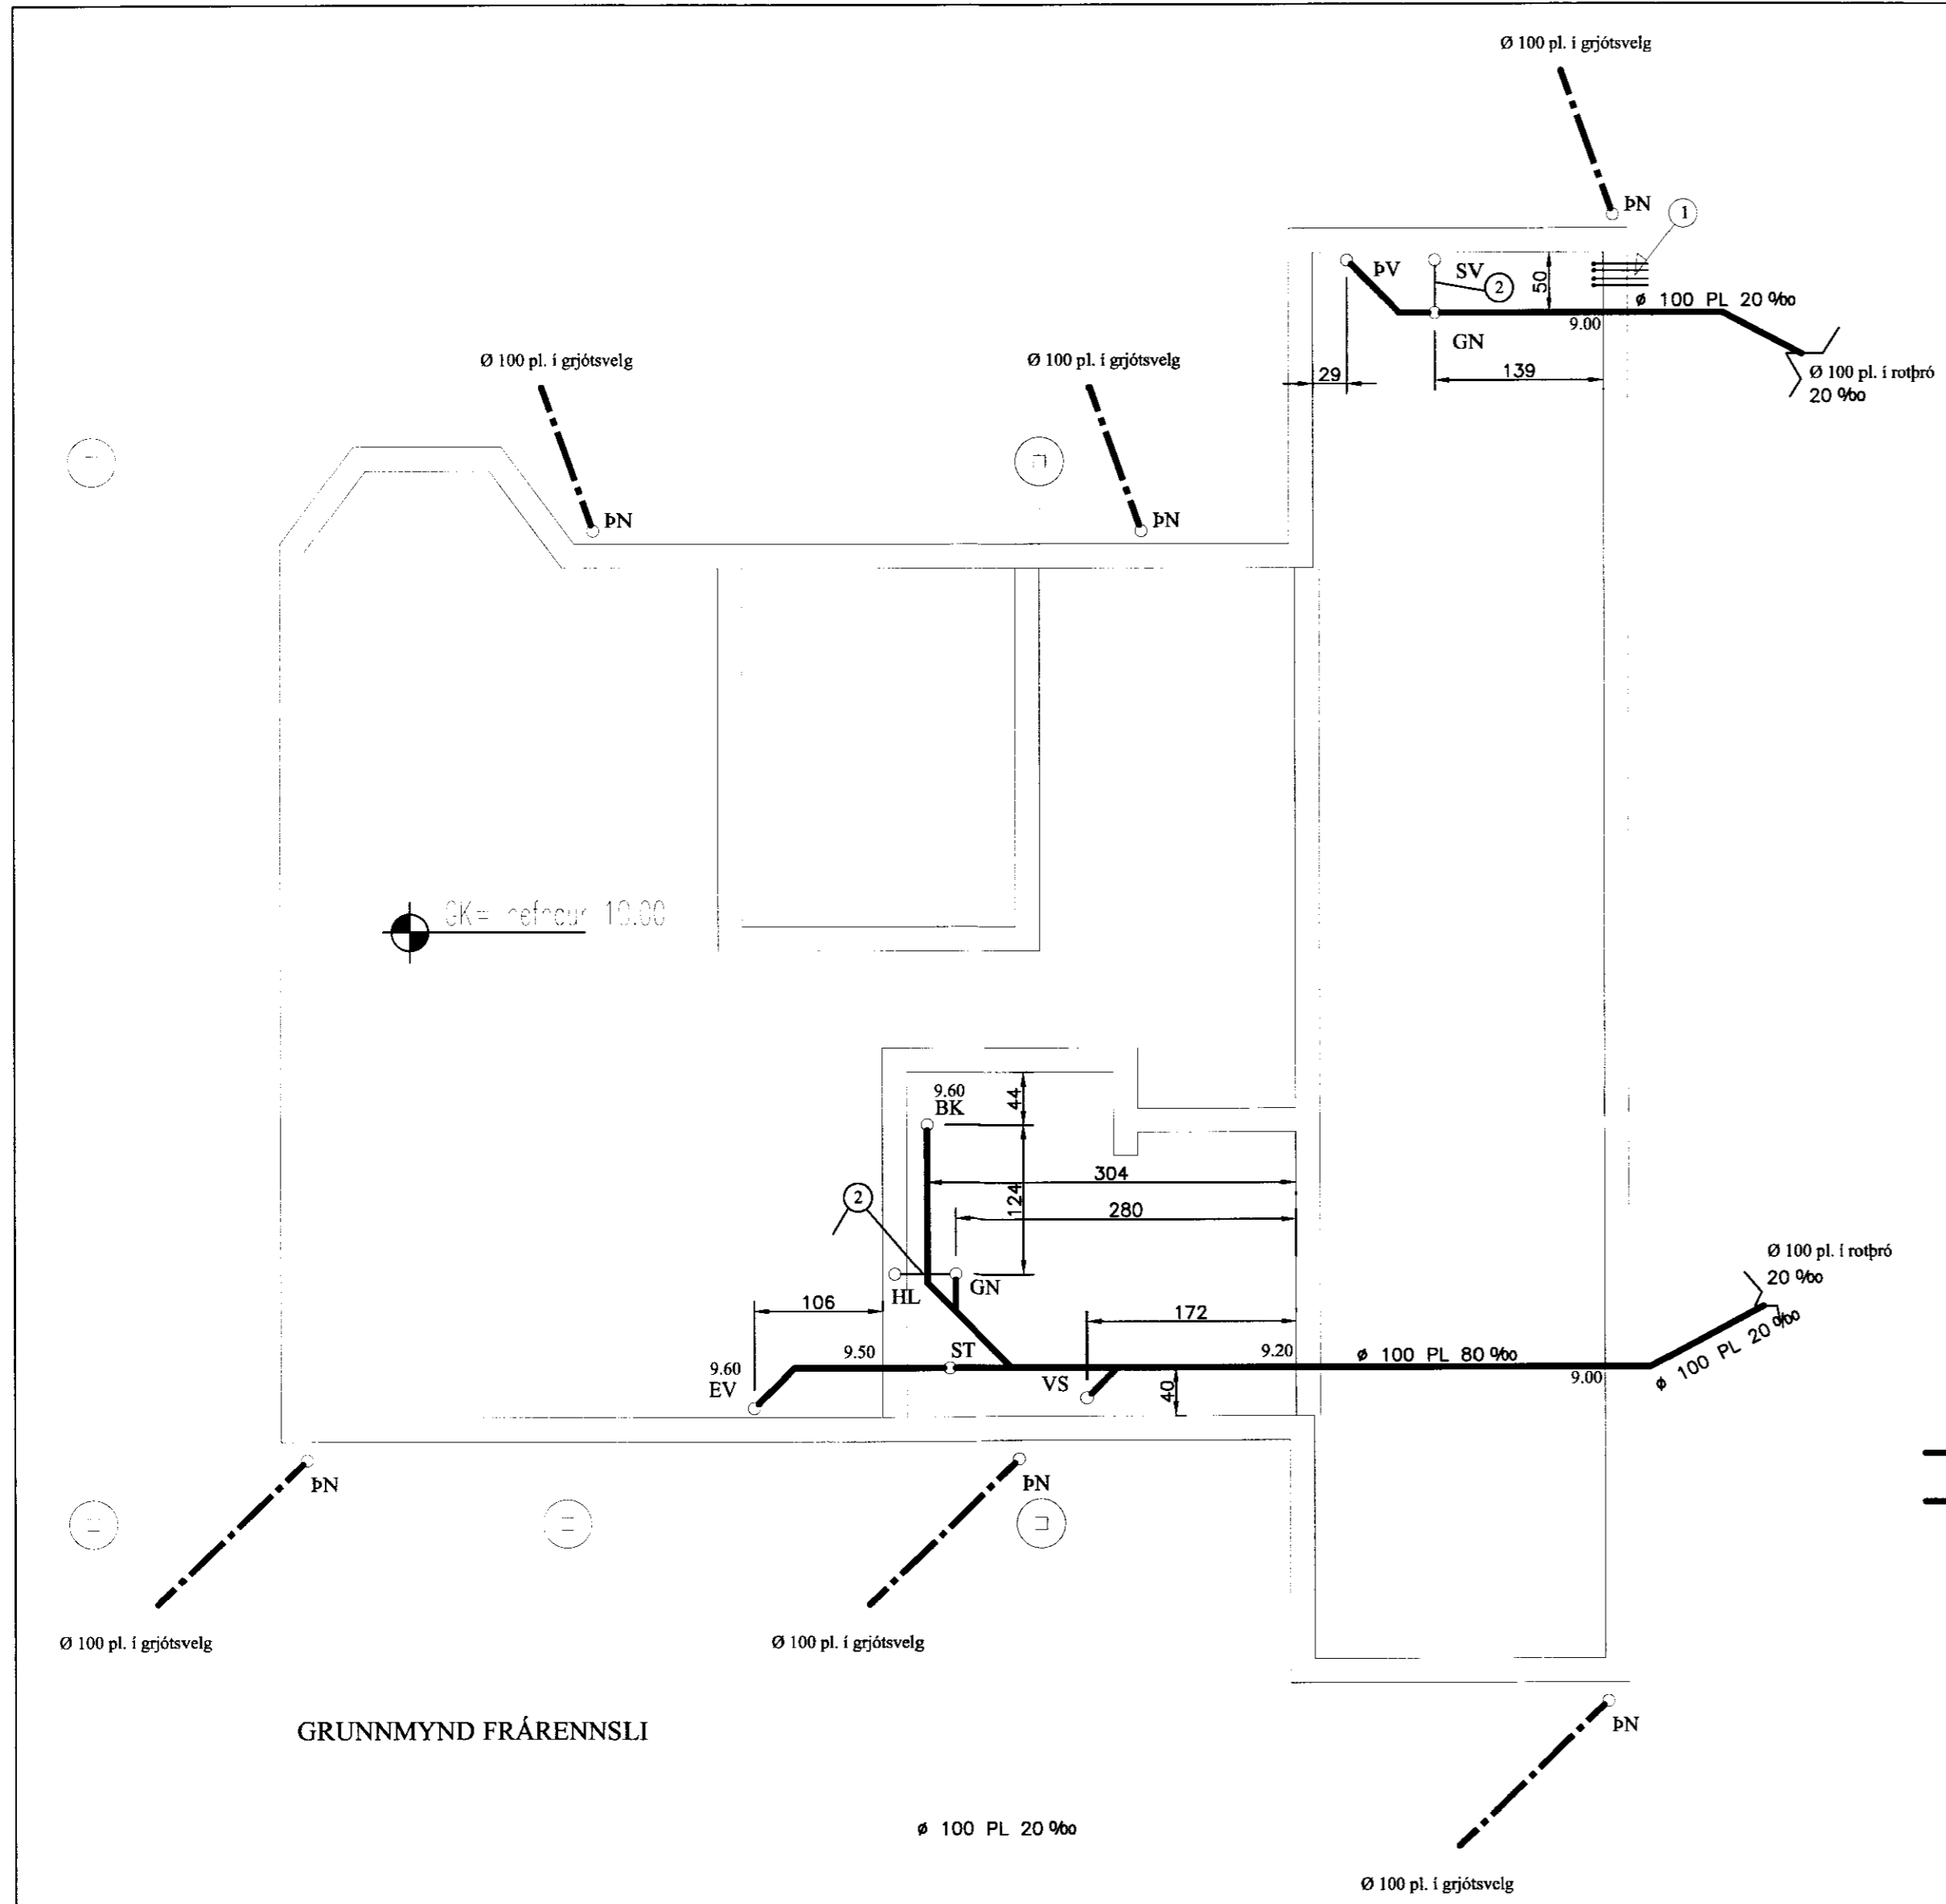 Ø 100 pl. í grjótsvelg
ÞN
1
ÞV
SV
2
50
ø 100 PL 20 ‰
9.00
GN
29
139
Ø 100 pl. í rotþró
20 ‰
Ø 100 pl. í grjótsvelg
Ø 100 pl. í grjótsvelg
ÞN
ÞN
10.00
9.60
BK
44
304
124
2
280
HL
GN
Ø 100 pl. í rotþró
20 ‰
106
172
9.50
ST
9.20
ø 100 PL 80 ‰
ø 100 PL 20 ‰
9.60
EV
VS
40
9.00
ÞN
ÞN
Ø 100 pl. í grjótsvelg
Ø 100 pl. í grjótsvelg
ÞN
GRUNNMYND FRÁRENNSLI
ø 100 PL 20 ‰
Ø 100 pl. í grjótsvelg